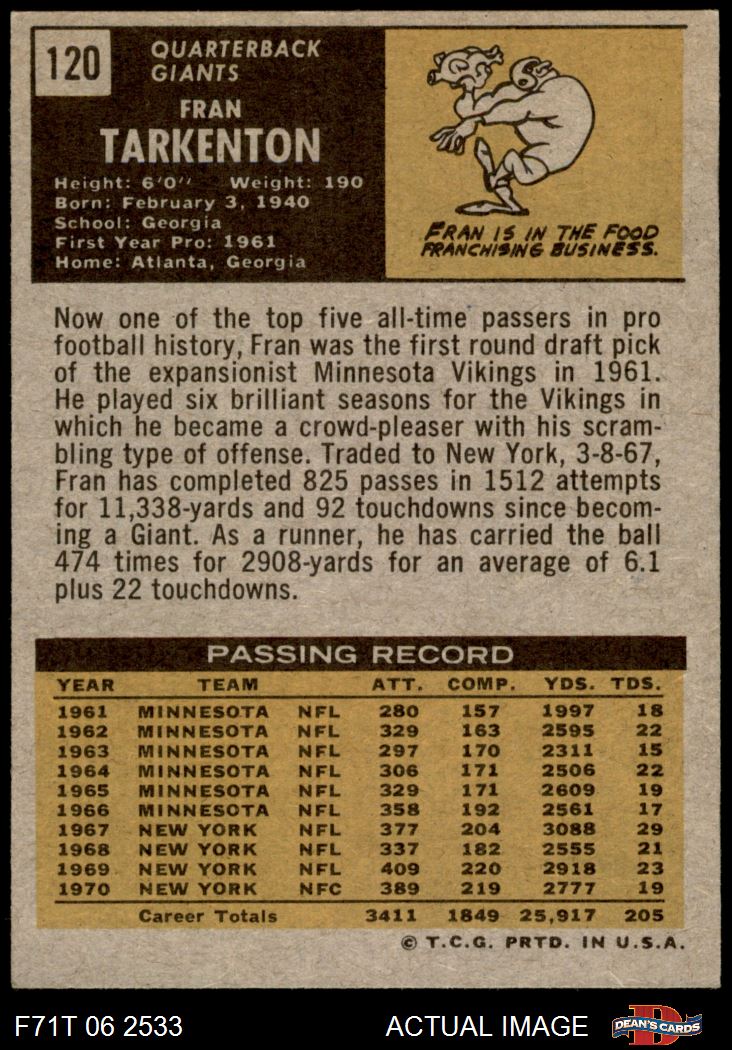 120
QUARTERBACK
GIANTS
FRAN
TARKENTON
Height: 6'0'' Weight: 190
Born: February 3, 1940
School: Georgia
First Year Pro: 1961
Home: Atlanta, Georgia
FRAN IS IN THE FOOD
FRANCHISING BUSINESS.
Now one of the top five all-time passers in pro
football history, Fran was the first round draft pick
of the expansionist Minnesota Vikings in 1961.
He played six brilliant seasons for the Vikings in
which he became a crowd-pleaser with his scram-
bling type of offense. Traded to New York, 3-8-67,
Fran has completed 825 passes in 1512 attempts
for 11,338-yards and 92 touchdowns since becom-
ing a Giant. As a runner, he has carried the ball
474 times for 2908-yards for an average of 6.1
plus 22 touchdowns.
PASSING RECORD
YEAR TEAM ATT. COMP. YDS. TDS.
1961 MINNESOTA NFL 280 157 1997 18
1962 MINNESOTA NFL 329 163 2595 22
1963 MINNESOTA NFL 297 170 2311 15
1964 MINNESOTA NFL 306 171 2506 22
1965 MINNESOTA NFL 329 171 2609 19
1966 MINNESOTA NFL 358 192 2561 17
1967 NEW YORK NFL 377 204 3088 29
1968 NEW YORK NFL 337 182 2555 21
1969 NEW YORK NFL 409 220 2918 23
1970 NEW YORK NFC 389 219 2777 19
Career Totals 3411 1849 25,917 205
© T.C.G. PRTD. IN U.S.A.
F71T 06 2533 ACTUAL IMAGE D DEAN'S CARDS